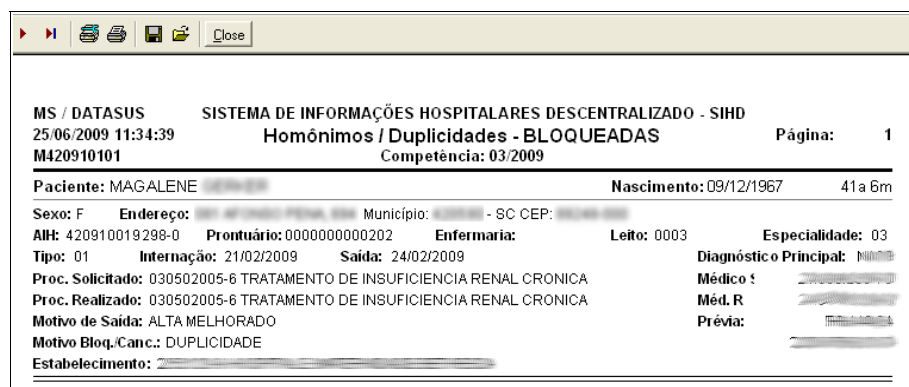 Close
MS / DATASUS SISTEMA DE INFORMAÇÕES HOSPITALARES DESCENTRALIZADO - SIHD
25/06/2009 11:34:39 Homônimos / Duplicidades - BLOQUEADAS Página: 1
M420910101 Competência: 03/2009
Paciente: MAGALENE Nascimento: 09/12/1967 41a 6m
Sexo: F Endereço: Município: - SC CEP:
AIH: 420910019298-0 Prontuário: 0000000000202 Enfermaria: Leito: 0003 Especialidade: 03
Tipo: 01 Internação: 21/02/2009 Saída: 24/02/2009 Diagnóstico Principal:
Proc. Solicitado: 030502005-6 TRATAMENTO DE INSUFICIENCIA RENAL CRONICA Médico
Proc. Realizado: 030502005-6 TRATAMENTO DE INSUFICIENCIA RENAL CRONICA Méd. R
Motivo de Saída: ALTA MELHORADO Prévia:
Motivo Bloq./Canc.: DUPLICIDADE
Estabelecimento: